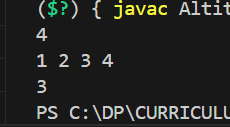 ($?) { javac Altit
4
1 2 3 4
3
PS C:\DP\CURRICULU